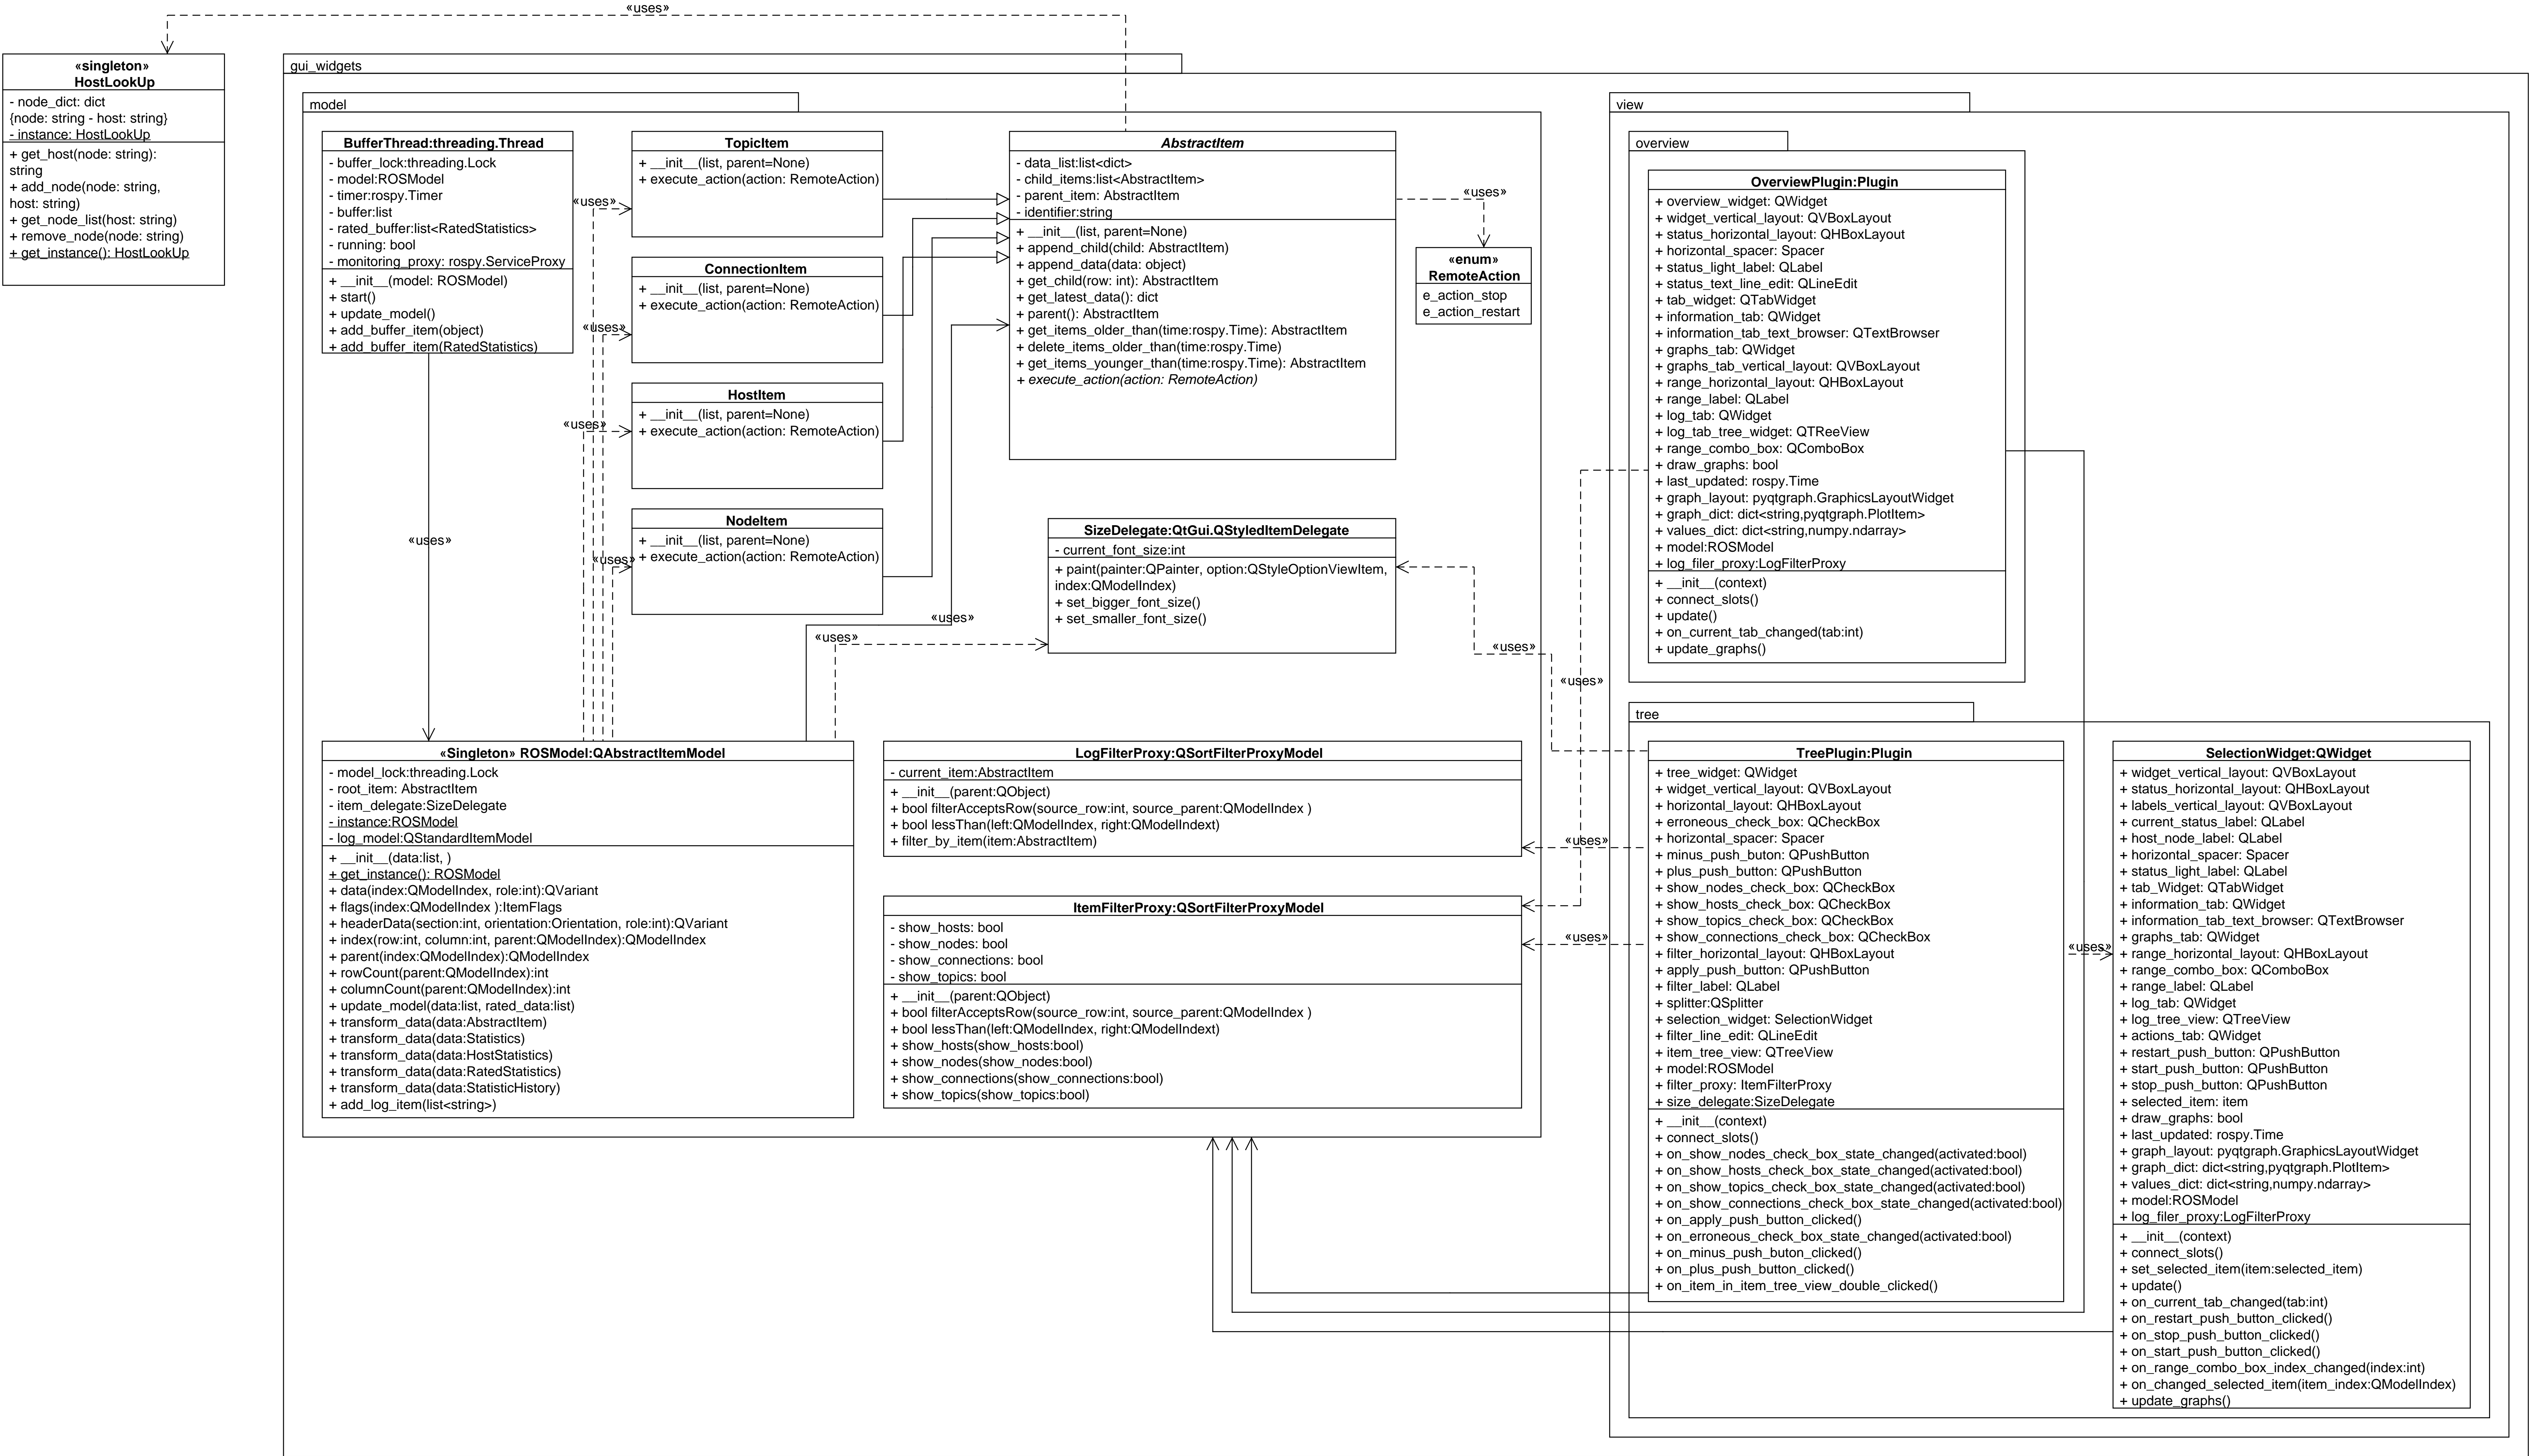 «uses»
«singleton»
HostLookUp
- node_dict: dict
{node: string - host: string}
- instance: HostLookUp
+ get_host(node: string):
string
+ add_node(node: string,
host: string)
+ get_node_list(host: string)
+ remove_node(node: string)
+ get_instance(): HostLookUp
gui_widgets
model
BufferThread:threading.Thread
- buffer_lock:threading.Lock
- model:ROSModel
- timer:rospy.Timer
- buffer:list
- rated_buffer:list<RatedStatistics>
- running: bool
- monitoring_proxy: rospy.ServiceProxy
+ __init__(model: ROSModel)
+ start()
+ update_model()
+ add_buffer_item(object)
+ add_buffer_item(RatedStatistics)
«uses»
TopicItem
+ __init__(list, parent=None)
+ execute_action(action: RemoteAction)
«uses»
ConnectionItem
+ __init__(list, parent=None)
+ execute_action(action: RemoteAction)
«uses»
HostItem
+ __init__(list, parent=None)
+ execute_action(action: RemoteAction)
«uses»
NodeItem
+ __init__(list, parent=None)
+ execute_action(action: RemoteAction)
«uses»
AbstractItem
- data_list:list<dict>
- child_items:list<AbstractItem>
- parent_item: AbstractItem
- identifier:string
+ __init__(list, parent=None)
+ append_child(child: AbstractItem)
+ append_data(data: object)
+ get_child(row: int): AbstractItem
+ get_latest_data(): dict
+ parent(): AbstractItem
+ get_items_older_than(time:rospy.Time): AbstractItem
+ delete_items_older_than(time:rospy.Time)
+ get_items_younger_than(time:rospy.Time): AbstractItem
+ execute_action(action: RemoteAction)
«uses»
«enum»
RemoteAction
e_action_stop
e_action_restart
«uses»
«uses»
SizeDelegate:QtGui.QStyledItemDelegate
- current_font_size:int
+ paint(painter:QPainter, option:QStyleOptionViewItem,
index:QModelIndex)
+ set_bigger_font_size()
+ set_smaller_font_size()
«uses»
«uses»
«Singleton» ROSModel:QAbstractItemModel
- model_lock:threading.Lock
- root_item: AbstractItem
- item_delegate:SizeDelegate
- instance:ROSModel
- log_model:QStandardItemModel
+ __init__(data:list, )
+ get_instance(): ROSModel
+ data(index:QModelIndex, role:int):QVariant
+ flags(index:QModelIndex ):ItemFlags
+ headerData(section:int, orientation:Orientation, role:int):QVariant
+ index(row:int, column:int, parent:QModelIndex):QModelIndex
+ parent(index:QModelIndex):QModelIndex
+ rowCount(parent:QModelIndex):int
+ columnCount(parent:QModelIndex):int
+ update_model(data:list, rated_data:list)
+ transform_data(data:AbstractItem)
+ transform_data(data:Statistics)
+ transform_data(data:HostStatistics)
+ transform_data(data:RatedStatistics)
+ transform_data(data:StatisticHistory)
+ add_log_item(list<string>)
LogFilterProxy:QSortFilterProxyModel
- current_item:AbstractItem
+ __init__(parent:QObject)
+ bool filterAcceptsRow(source_row:int, source_parent:QModelIndex )
+ bool lessThan(left:QModelIndex, right:QModelIndext)
+ filter_by_item(item:AbstractItem)
«uses»
ItemFilterProxy:QSortFilterProxyModel
- show_hosts: bool
- show_nodes: bool
- show_connections: bool
- show_topics: bool
+ __init__(parent:QObject)
+ bool filterAcceptsRow(source_row:int, source_parent:QModelIndex )
+ bool lessThan(left:QModelIndex, right:QModelIndext)
+ show_hosts(show_hosts:bool)
+ show_nodes(show_nodes:bool)
+ show_connections(show_connections:bool)
+ show_topics(show_topics:bool)
«uses»
view
overview
OverviewPlugin:Plugin
+ overview_widget: QWidget
+ widget_vertical_layout: QVBoxLayout
+ status_horizontal_layout: QHBoxLayout
+ horizontal_spacer: Spacer
+ status_light_label: QLabel
+ status_text_line_edit: QLineEdit
+ tab_widget: QTabWidget
+ information_tab: QWidget
+ information_tab_text_browser: QTextBrowser
+ graphs_tab: QWidget
+ graphs_tab_vertical_layout: QVBoxLayout
+ range_horizontal_layout: QHBoxLayout
+ range_label: QLabel
+ log_tab: QWidget
+ log_tab_tree_widget: QTReeView
+ range_combo_box: QComboBox
+ draw_graphs: bool
+ last_updated: rospy.Time
+ graph_layout: pyqtgraph.GraphicsLayoutWidget
+ graph_dict: dict<string,pyqtgraph.PlotItem>
+ values_dict: dict<string,numpy.ndarray>
+ model:ROSModel
+ log_filer_proxy:LogFilterProxy
+ __init__(context)
+ connect_slots()
+ update()
+ on_current_tab_changed(tab:int)
+ update_graphs()
tree
TreePlugin:Plugin
+ tree_widget: QWidget
+ widget_vertical_layout: QVBoxLayout
+ horizontal_layout: QHBoxLayout
+ erroneous_check_box: QCheckBox
+ horizontal_spacer: Spacer
+ minus_push_buton: QPushButton
+ plus_push_button: QPushButton
+ show_nodes_check_box: QCheckBox
+ show_hosts_check_box: QCheckBox
+ show_topics_check_box: QCheckBox
+ show_connections_check_box: QCheckBox
+ filter_horizontal_layout: QHBoxLayout
+ apply_push_button: QPushButton
+ filter_label: QLabel
+ splitter:QSplitter
+ selection_widget: SelectionWidget
+ filter_line_edit: QLineEdit
+ item_tree_view: QTreeView
+ model:ROSModel
+ filter_proxy: ItemFilterProxy
+ size_delegate:SizeDelegate
+ __init__(context)
+ connect_slots()
+ on_show_nodes_check_box_state_changed(activated:bool)
+ on_show_hosts_check_box_state_changed(activated:bool)
+ on_show_topics_check_box_state_changed(activated:bool)
+ on_show_connections_check_box_state_changed(activated:bool)
+ on_apply_push_button_clicked()
+ on_erroneous_check_box_state_changed(activated:bool)
+ on_minus_push_buton_clicked()
+ on_plus_push_button_clicked()
+ on_item_in_item_tree_view_double_clicked()
«uses»
SelectionWidget:QWidget
+ widget_vertical_layout: QVBoxLayout
+ status_horizontal_layout: QHBoxLayout
+ labels_vertical_layout: QVBoxLayout
+ current_status_label: QLabel
+ host_node_label: QLabel
+ horizontal_spacer: Spacer
+ status_light_label: QLabel
+ tab_Widget: QTabWidget
+ information_tab: QWidget
+ information_tab_text_browser: QTextBrowser
+ graphs_tab: QWidget
+ range_horizontal_layout: QHBoxLayout
+ range_combo_box: QComboBox
+ range_label: QLabel
+ log_tab: QWidget
+ log_tree_view: QTreeView
+ actions_tab: QWidget
+ restart_push_button: QPushButton
+ start_push_button: QPushButton
+ stop_push_button: QPushButton
+ selected_item: item
+ draw_graphs: bool
+ last_updated: rospy.Time
+ graph_layout: pyqtgraph.GraphicsLayoutWidget
+ graph_dict: dict<string,pyqtgraph.PlotItem>
+ values_dict: dict<string,numpy.ndarray>
+ model:ROSModel
+ log_filer_proxy:LogFilterProxy
+ __init__(context)
+ connect_slots()
+ set_selected_item(item:selected_item)
+ update()
+ on_current_tab_changed(tab:int)
+ on_restart_push_button_clicked()
+ on_stop_push_button_clicked()
+ on_start_push_button_clicked()
+ on_range_combo_box_index_changed(index:int)
+ on_changed_selected_item(item_index:QModelIndex)
+ update_graphs()